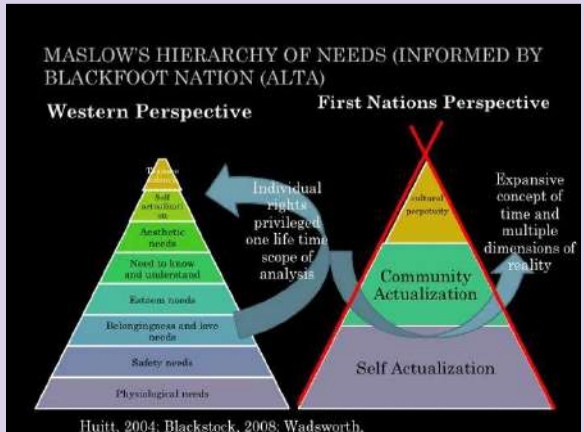 MASLOW'S HIERARCHY OF NEEDS (INFORMED BY
BLACKFOOT NATION (ALTA)
Western Perspective
First Nations Perspective
Self
actualizati
on
Aesthetic
needs
Need to know
and understand
Esteem needs
Belongingness and love
needs
Safety needs
Physiological needs
Individual
rights
privileged
one life time
scope of
analysis
cultural
perpetuity
Community
Actualization
Self Actualization
Expansive
concept of
time and
multiple
dimensions
of reality
Huitt, 2004; Blackstock, 2008; Wadsworth,